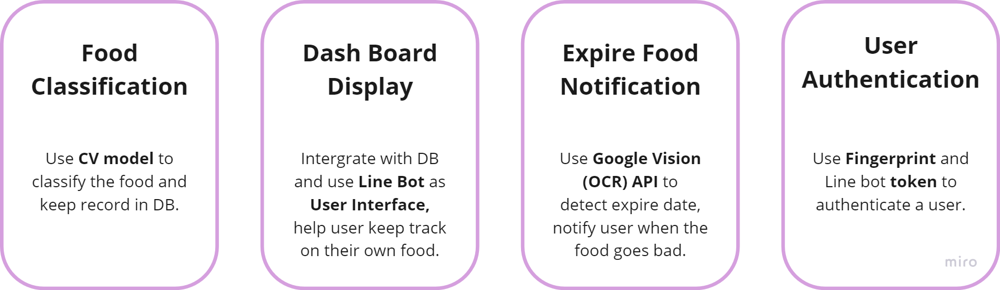 Food
Classification
Use CV model to
classify the food and
keep record in DB.
Dash Board
Display
Intergrate with DB
and use Line Bot as
User Interface,
help user keep track
on their own food.
Expire Food
Notification
Use Google Vision
(OCR) API to
detect expire date,
notify user when the
food goes bad.
User
Authentication
Use Fingerprint and
Line bot token to
authenticate a user.
miro